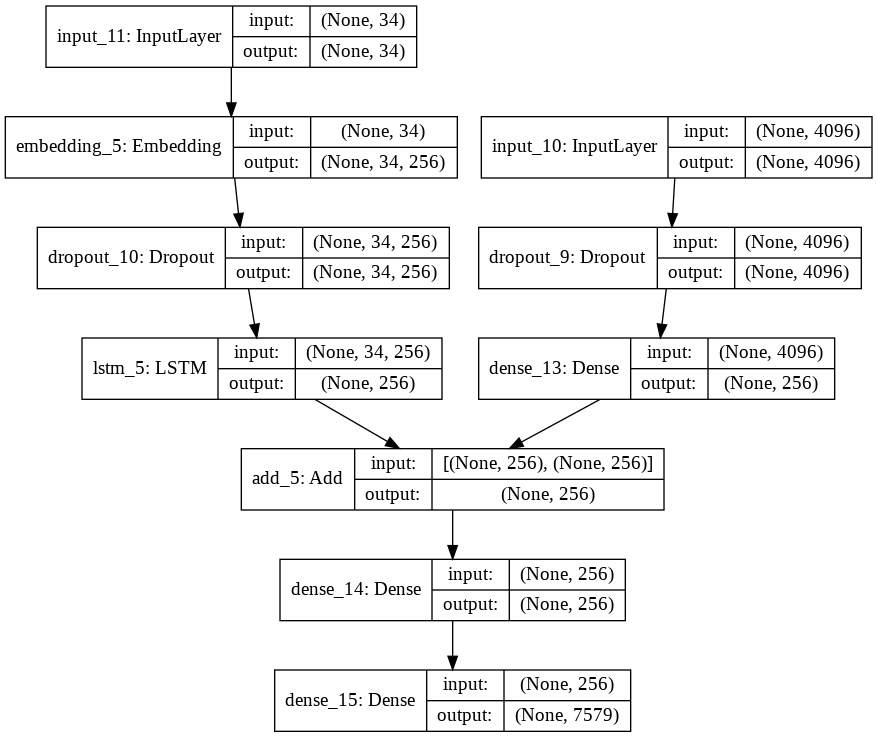 input_11: InputLayer
input: (None, 34)
output: (None, 34)
embedding_5: Embedding
input: (None, 34)
output: (None, 34, 256)
input_10: InputLayer
input: (None, 4096)
output: (None, 4096)
dropout_10: Dropout
input: (None, 34, 256)
output: (None, 34, 256)
dropout_9: Dropout
input: (None, 4096)
output: (None, 4096)
lstm_5: LSTM
input: (None, 34, 256)
output: (None, 256)
dense_13: Dense
input: (None, 4096)
output: (None, 256)
add_5: Add
input: [(None, 256), (None, 256)]
output: (None, 256)
dense_14: Dense
input: (None, 256)
output: (None, 256)
dense_15: Dense
input: (None, 256)
output: (None, 7579)